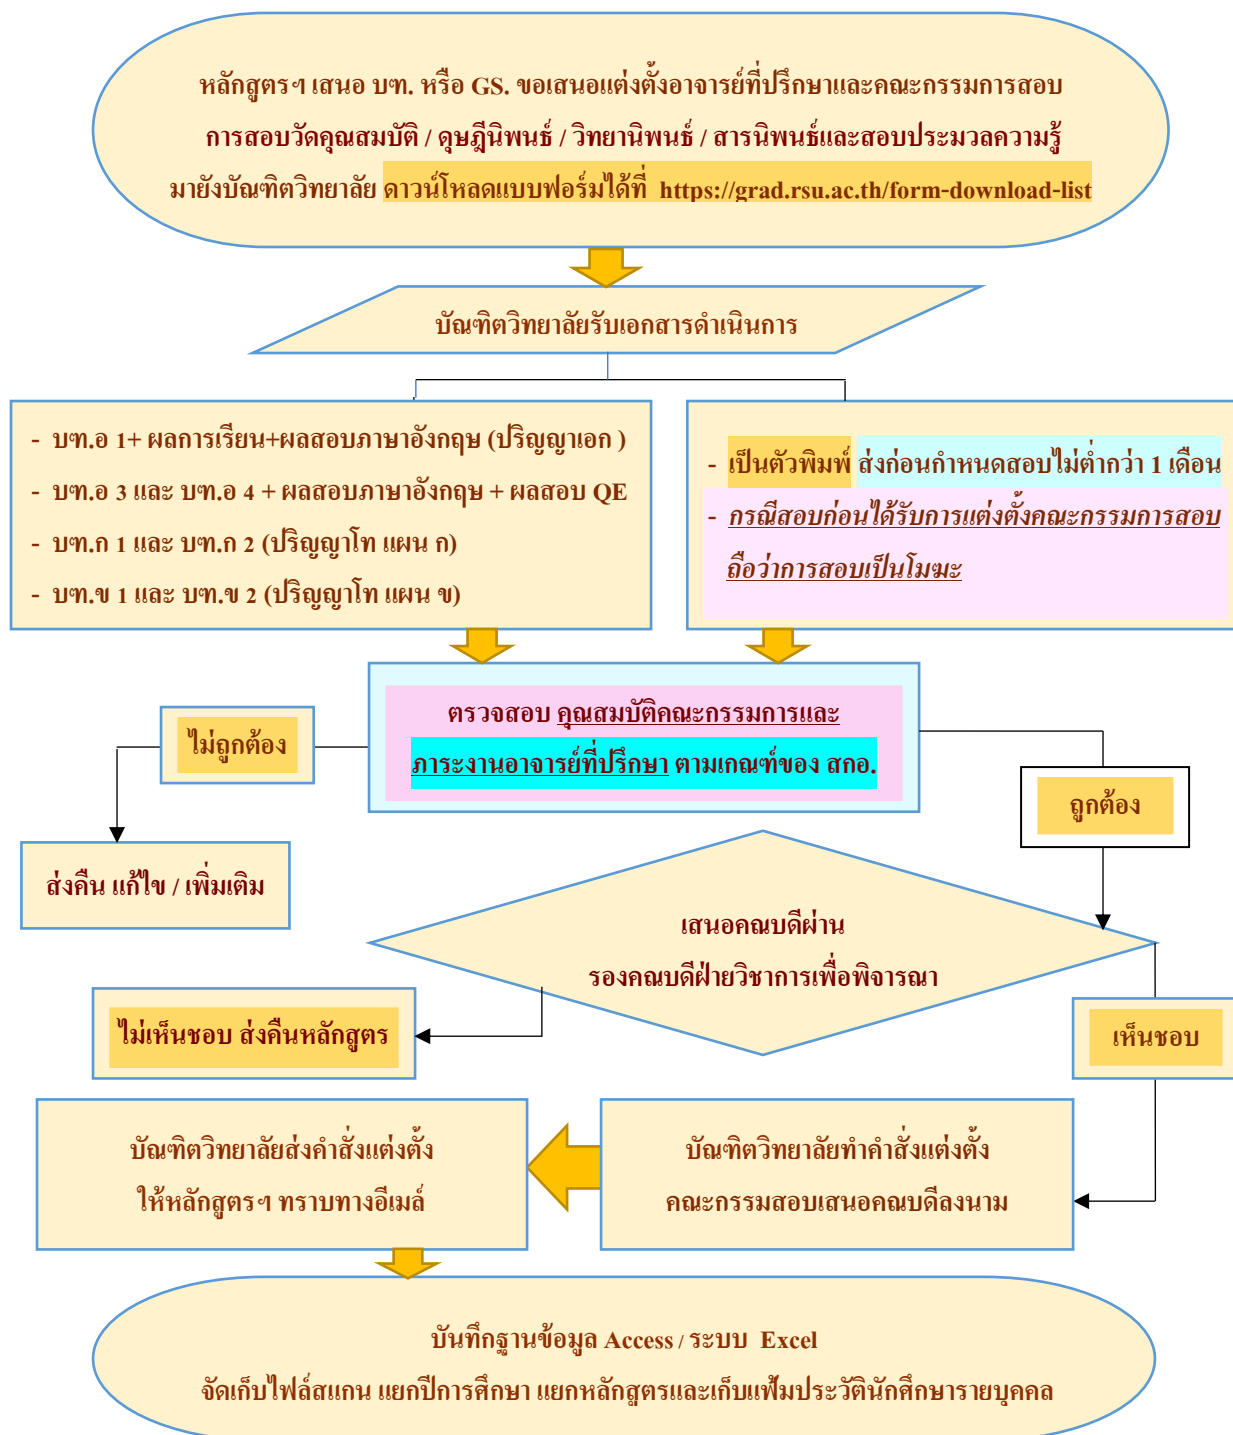 หลักสูตรฯ เสนอ บฑ. หรือ GS. ขอเสนอแต่งตั้งอาจารย์ที่ปรึกษาและคณะกรรมการสอบ
การสอบวัดคุณสมบัติ / ดุษฎีนิพนธ์ / วิทยานิพนธ์ / สารนิพนธ์และสอบประมวลความรู้
มายังบัณฑิตวิทยาลัย ดาวน์โหลดแบบฟอร์มได้ที่ https://grad.rsu.ac.th/form-download-list
บัณฑิตวิทยาลัยรับเอกสารดำเนินการ
- บฑ.อ 1+ ผลการเรียน+ผลสอบภาษาอังกฤษ (ปริญญาเอก )
- บฑ.อ 3 และ บฑ.อ 4 + ผลสอบภาษาอังกฤษ + ผลสอบ QE
- บฑ.ก 1 และ บฑ.ก 2 (ปริญญาโท แผน ก)
- บฑ.ข 1 และ บฑ.ข 2 (ปริญญาโท แผน ข)
- เป็นตัวพิมพ์ ส่งก่อนกำหนดสอบไม่ต่ำกว่า 1 เดือน
- กรณีสอบก่อนได้รับการแต่งตั้งคณะกรรมการสอบ
ถือว่าการสอบเป็นโมฆะ
ตรวจสอบ คุณสมบัติคณะกรรมการและ
ภาระงานอาจารย์ที่ปรึกษา ตามเกณฑ์ของ สกอ.
ไม่ถูกต้อง
ถูกต้อง
ส่งคืน แก้ไข / เพิ่มเติม
เสนอคณบดีผ่าน
รองคณบดีฝ่ายวิชาการเพื่อพิจารณา
ไม่เห็นชอบ ส่งคืนหลักสูตร
เห็นชอบ
บัณฑิตวิทยาลัยส่งคำสั่งแต่งตั้ง
ให้หลักสูตรฯ ทราบทางอีเมล์
บัณฑิตวิทยาลัยทำคำสั่งแต่งตั้ง
คณะกรรมสอบเสนอคณบดีลงนาม
บันทึกฐานข้อมูล Access / ระบบ Excel
จัดเก็บไฟล์สแกน แยกปีการศึกษา แยกหลักสูตรและเก็บแฟ้มประวัตินักศึกษารายบุคคล